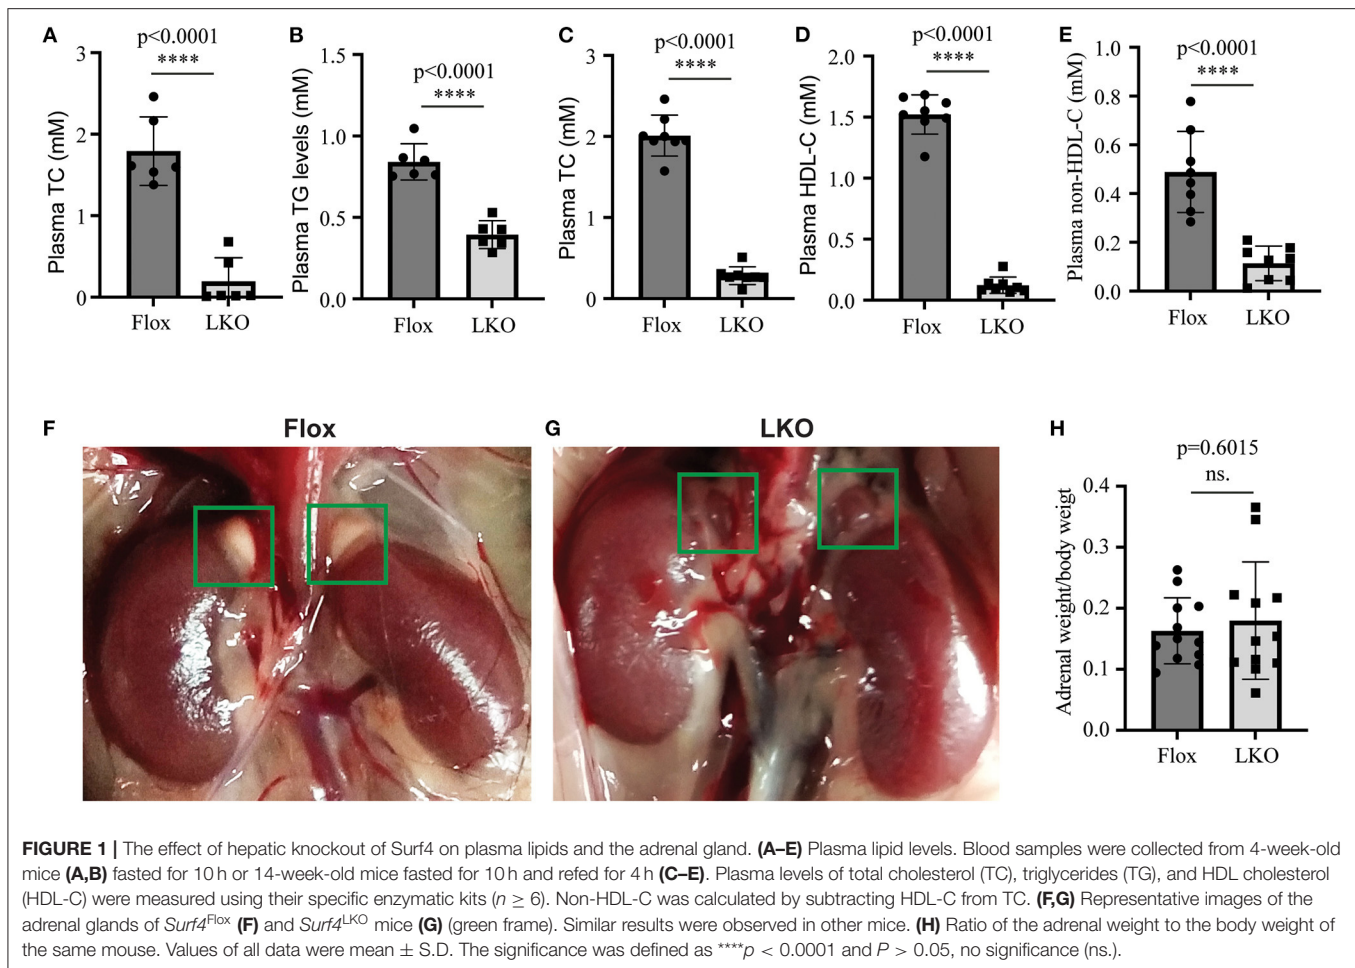 A
p<0.0001
****
Plasma TC (mM)
3
2
1
0
Flox
LKO
B
p<0.0001
****
Plasma TG levels (mM)
1.5
1.0
0.5
0.0
Flox
LKO
C
p<0.0001
****
Plasma TC (mM)
3
2
1
0
Flox
LKO
D
p<0.0001
****
Plasma HDL-C (mM)
2.0
1.5
1.0
0.5
0.0
Flox
LKO
E
p<0.0001
****
Plasma non-HDL-C (mM)
1.0
0.8
0.6
0.4
0.2
0.0
Flox
LKO
F
Flox
G
LKO
H
p=0.6015
ns.
Adrenal weight/body weigt
0.4
0.3
0.2
0.1
0.0
Flox
LKO
FIGURE 1 | The effect of hepatic knockout of Surf4 on plasma lipids and the adrenal gland. (A–E) Plasma lipid levels. Blood samples were collected from 4-week-old
mice (A,B) fasted for 10 h or 14-week-old mice fasted for 10 h and refed for 4 h (C–E). Plasma levels of total cholesterol (TC), triglycerides (TG), and HDL cholesterol
(HDL-C) were measured using their specific enzymatic kits (n ≥ 6). Non-HDL-C was calculated by subtracting HDL-C from TC. (F,G) Representative images of the
adrenal glands of Surf4Flox (F) and Surf4LKO mice (G) (green frame). Similar results were observed in other mice. (H) Ratio of the adrenal weight to the body weight of
the same mouse. Values of all data were mean ± S.D. The significance was defined as ****p < 0.0001 and P > 0.05, no significance (ns.).